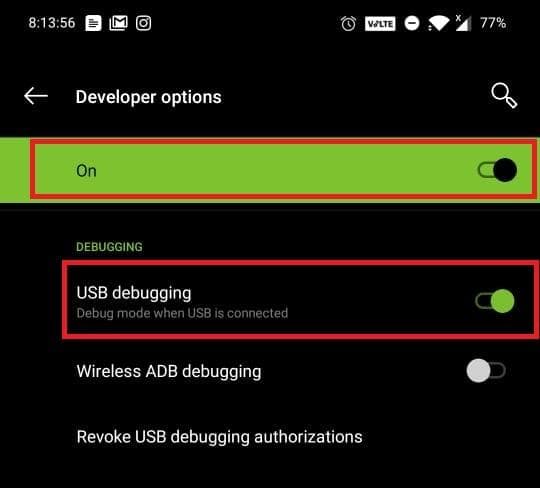 8:13:56 VoLTE x 77%
Developer options
On
DEBUGGING
USB debugging
Debug mode when USB is connected
Wireless ADB debugging
Revoke USB debugging authorizations